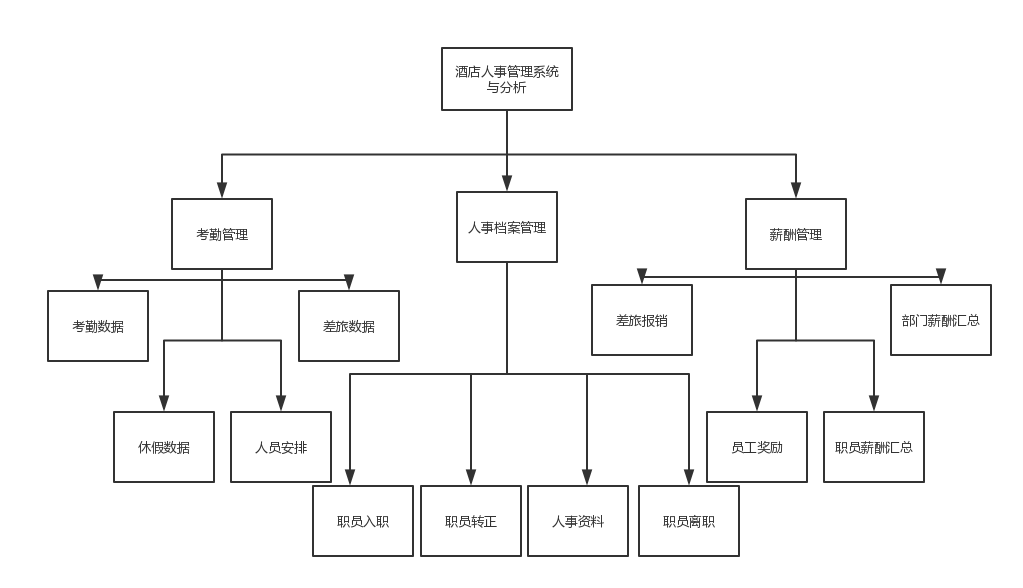 酒店人事管理系统
与分析
考勤管理
人事档案管理
薪酬管理
考勤数据
差旅数据
差旅报销
部门薪酬汇总
休假数据
人员安排
员工奖励
职员薪酬汇总
职员入职
职员转正
人事资料
职员离职